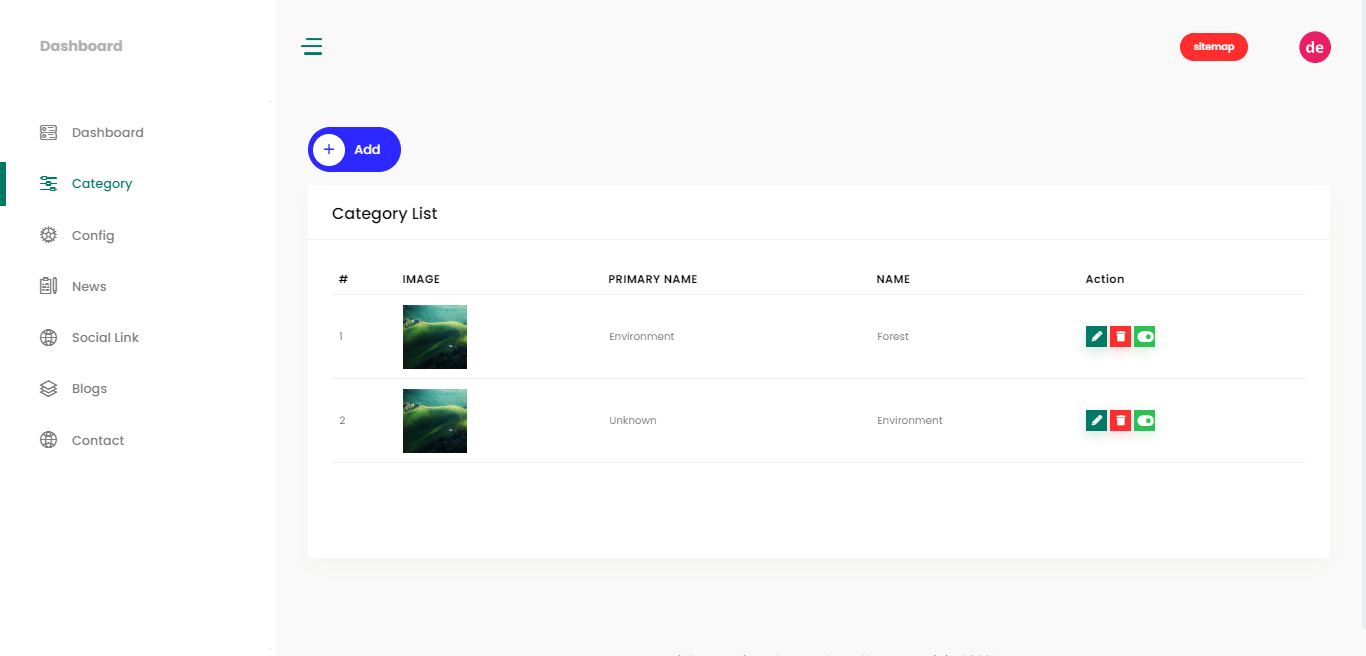 Dashboard
sitemap
de
Dashboard
Category
Config
News
Social Link
Blogs
Contact
+ Add
Category List
# IMAGE PRIMARY NAME NAME Action
1 Environment Forest
2 Unknown Environment